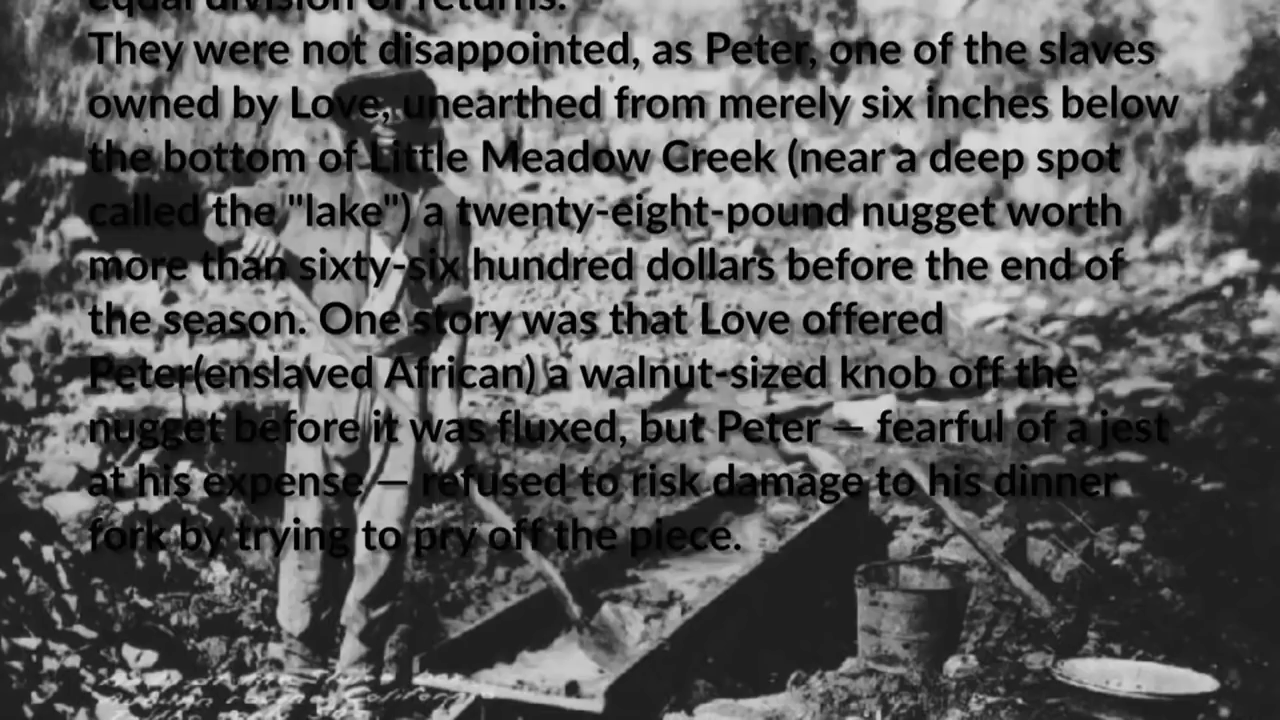 equal division of returns.
They were not disappointed, as Peter, one of the slaves
owned by Love, unearthed from merely six inches below
the bottom of Little Meadow Creek (near a deep spot
called the "lake") a twenty-eight-pound nugget worth
more than sixty-six hundred dollars before the end of
the season. One story was that Love offered
Peter(enslaved African) a walnut-sized knob off the
nugget before it was fluxed, but Peter — fearful of a jest
at his expense — refused to risk damage to his dinner
fork by trying to pry off the piece.
California